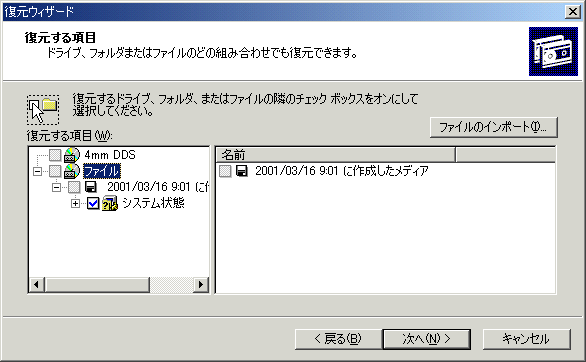 復元ウィザード
復元する項目
ドライブ、フォルダまたはファイルのどの組み合わせでも復元できます。
復元するドライブ、フォルダ、またはファイルの隣のチェック ボックスをオンにして
選択してください。
ファイルのインポート(I)...
復元する項目(W):
4mm DDS
ファイル
2001/03/16 9:01 に作
システム状態
名前
2001/03/16 9:01 に作成したメディア
< 戻る(B)
次へ(N) >
キャンセル